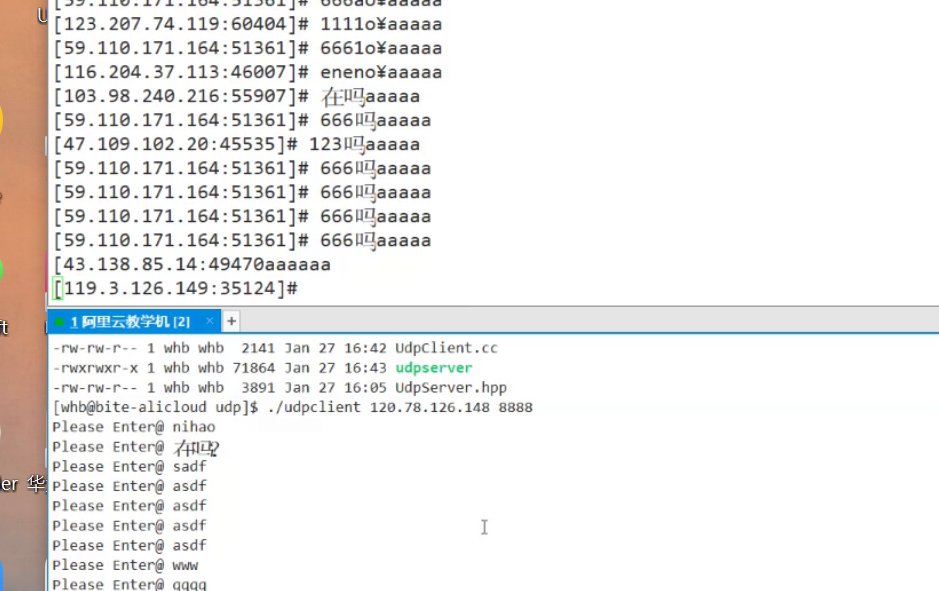 [59.110.171.164:51361]# 666ao¥aaaaa
[123.207.74.119:60404]# 1111o¥aaaaa
[59.110.171.164:51361]# 6661o¥aaaaa
[116.204.37.113:46007]# eneno¥aaaaa
[103.98.240.216:55907]# 在吗aaaaa
[59.110.171.164:51361]# 666吗aaaaa
[47.109.102.20:45535]# 123吗aaaaa
[59.110.171.164:51361]# 666吗aaaaa
[59.110.171.164:51361]# 666吗aaaaa
[59.110.171.164:51361]# 666吗aaaaa
[59.110.171.164:51361]# 666吗aaaaa
[43.138.85.14:49470aaaaaa
[119.3.126.149:35124]#
1 阿里云教学机 [2] × +
-rw-rw-r-- 1 whb whb 2141 Jan 27 16:42 UdpClient.cc
-rwxrwxr-x 1 whb whb 71864 Jan 27 16:43 udpserver
-rw-rw-r-- 1 whb whb 3891 Jan 27 16:05 UdpServer.hpp
[whb@bite-alicloud udp]$ ./udpclient 120.78.126.148 8888
Please Enter@ nihao
Please Enter@ 在吗?
Please Enter@ sadf
Please Enter@ asdf
Please Enter@ asdf
Please Enter@ asdf
Please Enter@ asdf
Please Enter@ www
Please Enter@ qqqq
ft
er 华